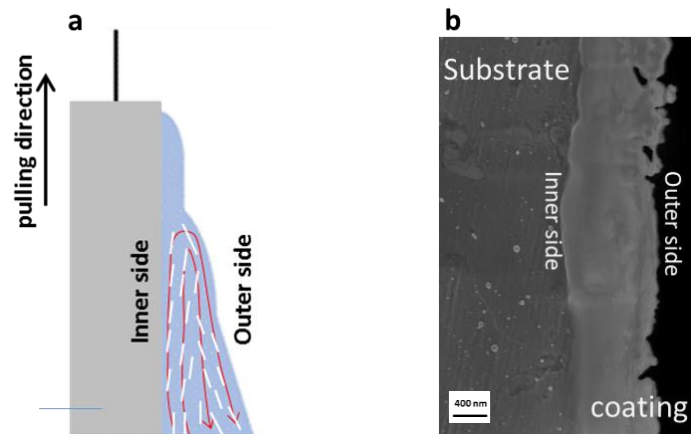 a
pulling direction
Inner side
Outer side
b
Substrate
Inner side
Outer side
400 nm
coating